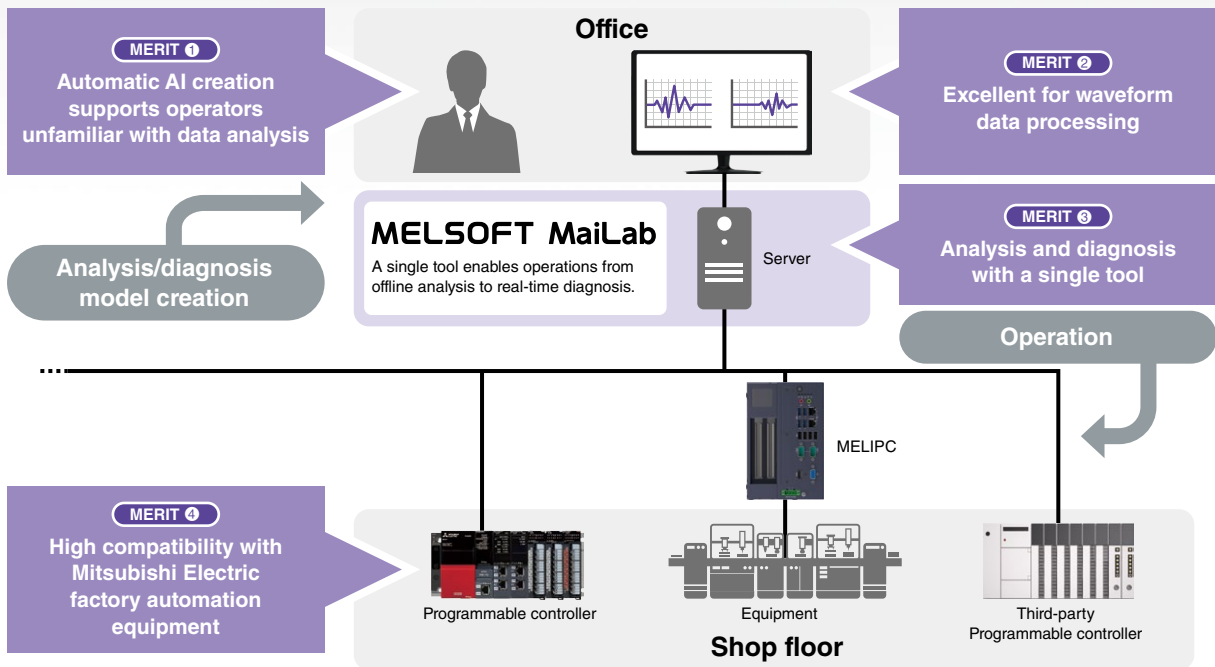 Office
MERIT ❶
Automatic AI creation
supports operators
unfamiliar with data analysis
MERIT ❷
Excellent for waveform
data processing
MELSOFT MaiLab
A single tool enables operations from
offline analysis to real-time diagnosis.
Server
MERIT ❸
Analysis and diagnosis
with a single tool
Analysis/diagnosis
model creation
Operation
MELIPC
MERIT ❹
High compatibility with
Mitsubishi Electric
factory automation
equipment
Programmable controller
Equipment
Third-party
Programmable controller
Shop floor